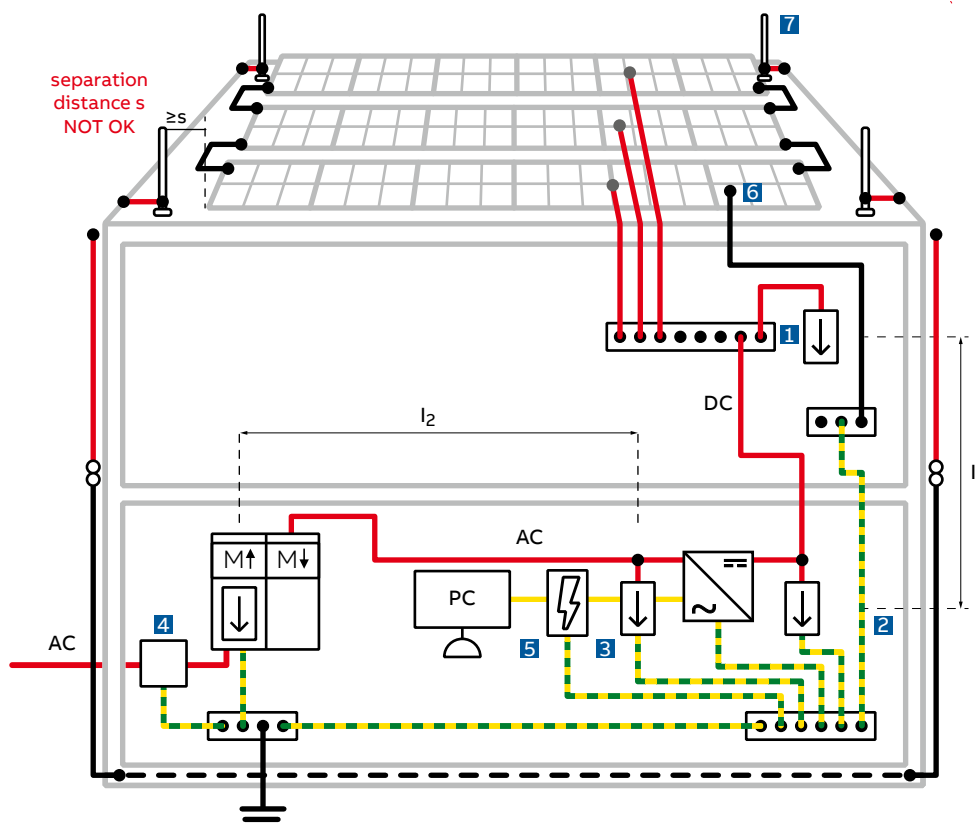 7
separation
distance s
NOT OK
≥s
6
1
DC
l₂
l
M↑ M↓
AC
PC
4
AC
5
3
2